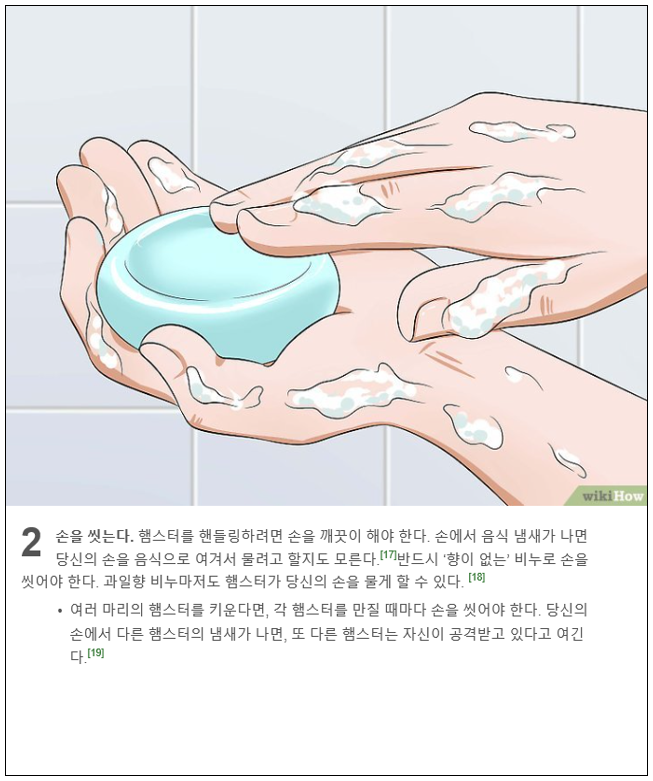 wikiHow
2 손을 씻는다. 햄스터를 핸들링하려면 손을 깨끗이 해야 한다. 손에서 음식 냄새가 나면
당신의 손을 음식으로 여겨서 물려고 할지도 모른다.[17]반드시 ‘향이 없는’ 비누로 손을
씻어야 한다. 과일향 비누마저도 햄스터가 당신의 손을 물게 할 수 있다. [18]
• 여러 마리의 햄스터를 키운다면, 각 햄스터를 만질 때마다 손을 씻어야 한다. 당신의
손에서 다른 햄스터의 냄새가 나면, 또 다른 햄스터는 자신이 공격받고 있다고 여긴
다.[19]